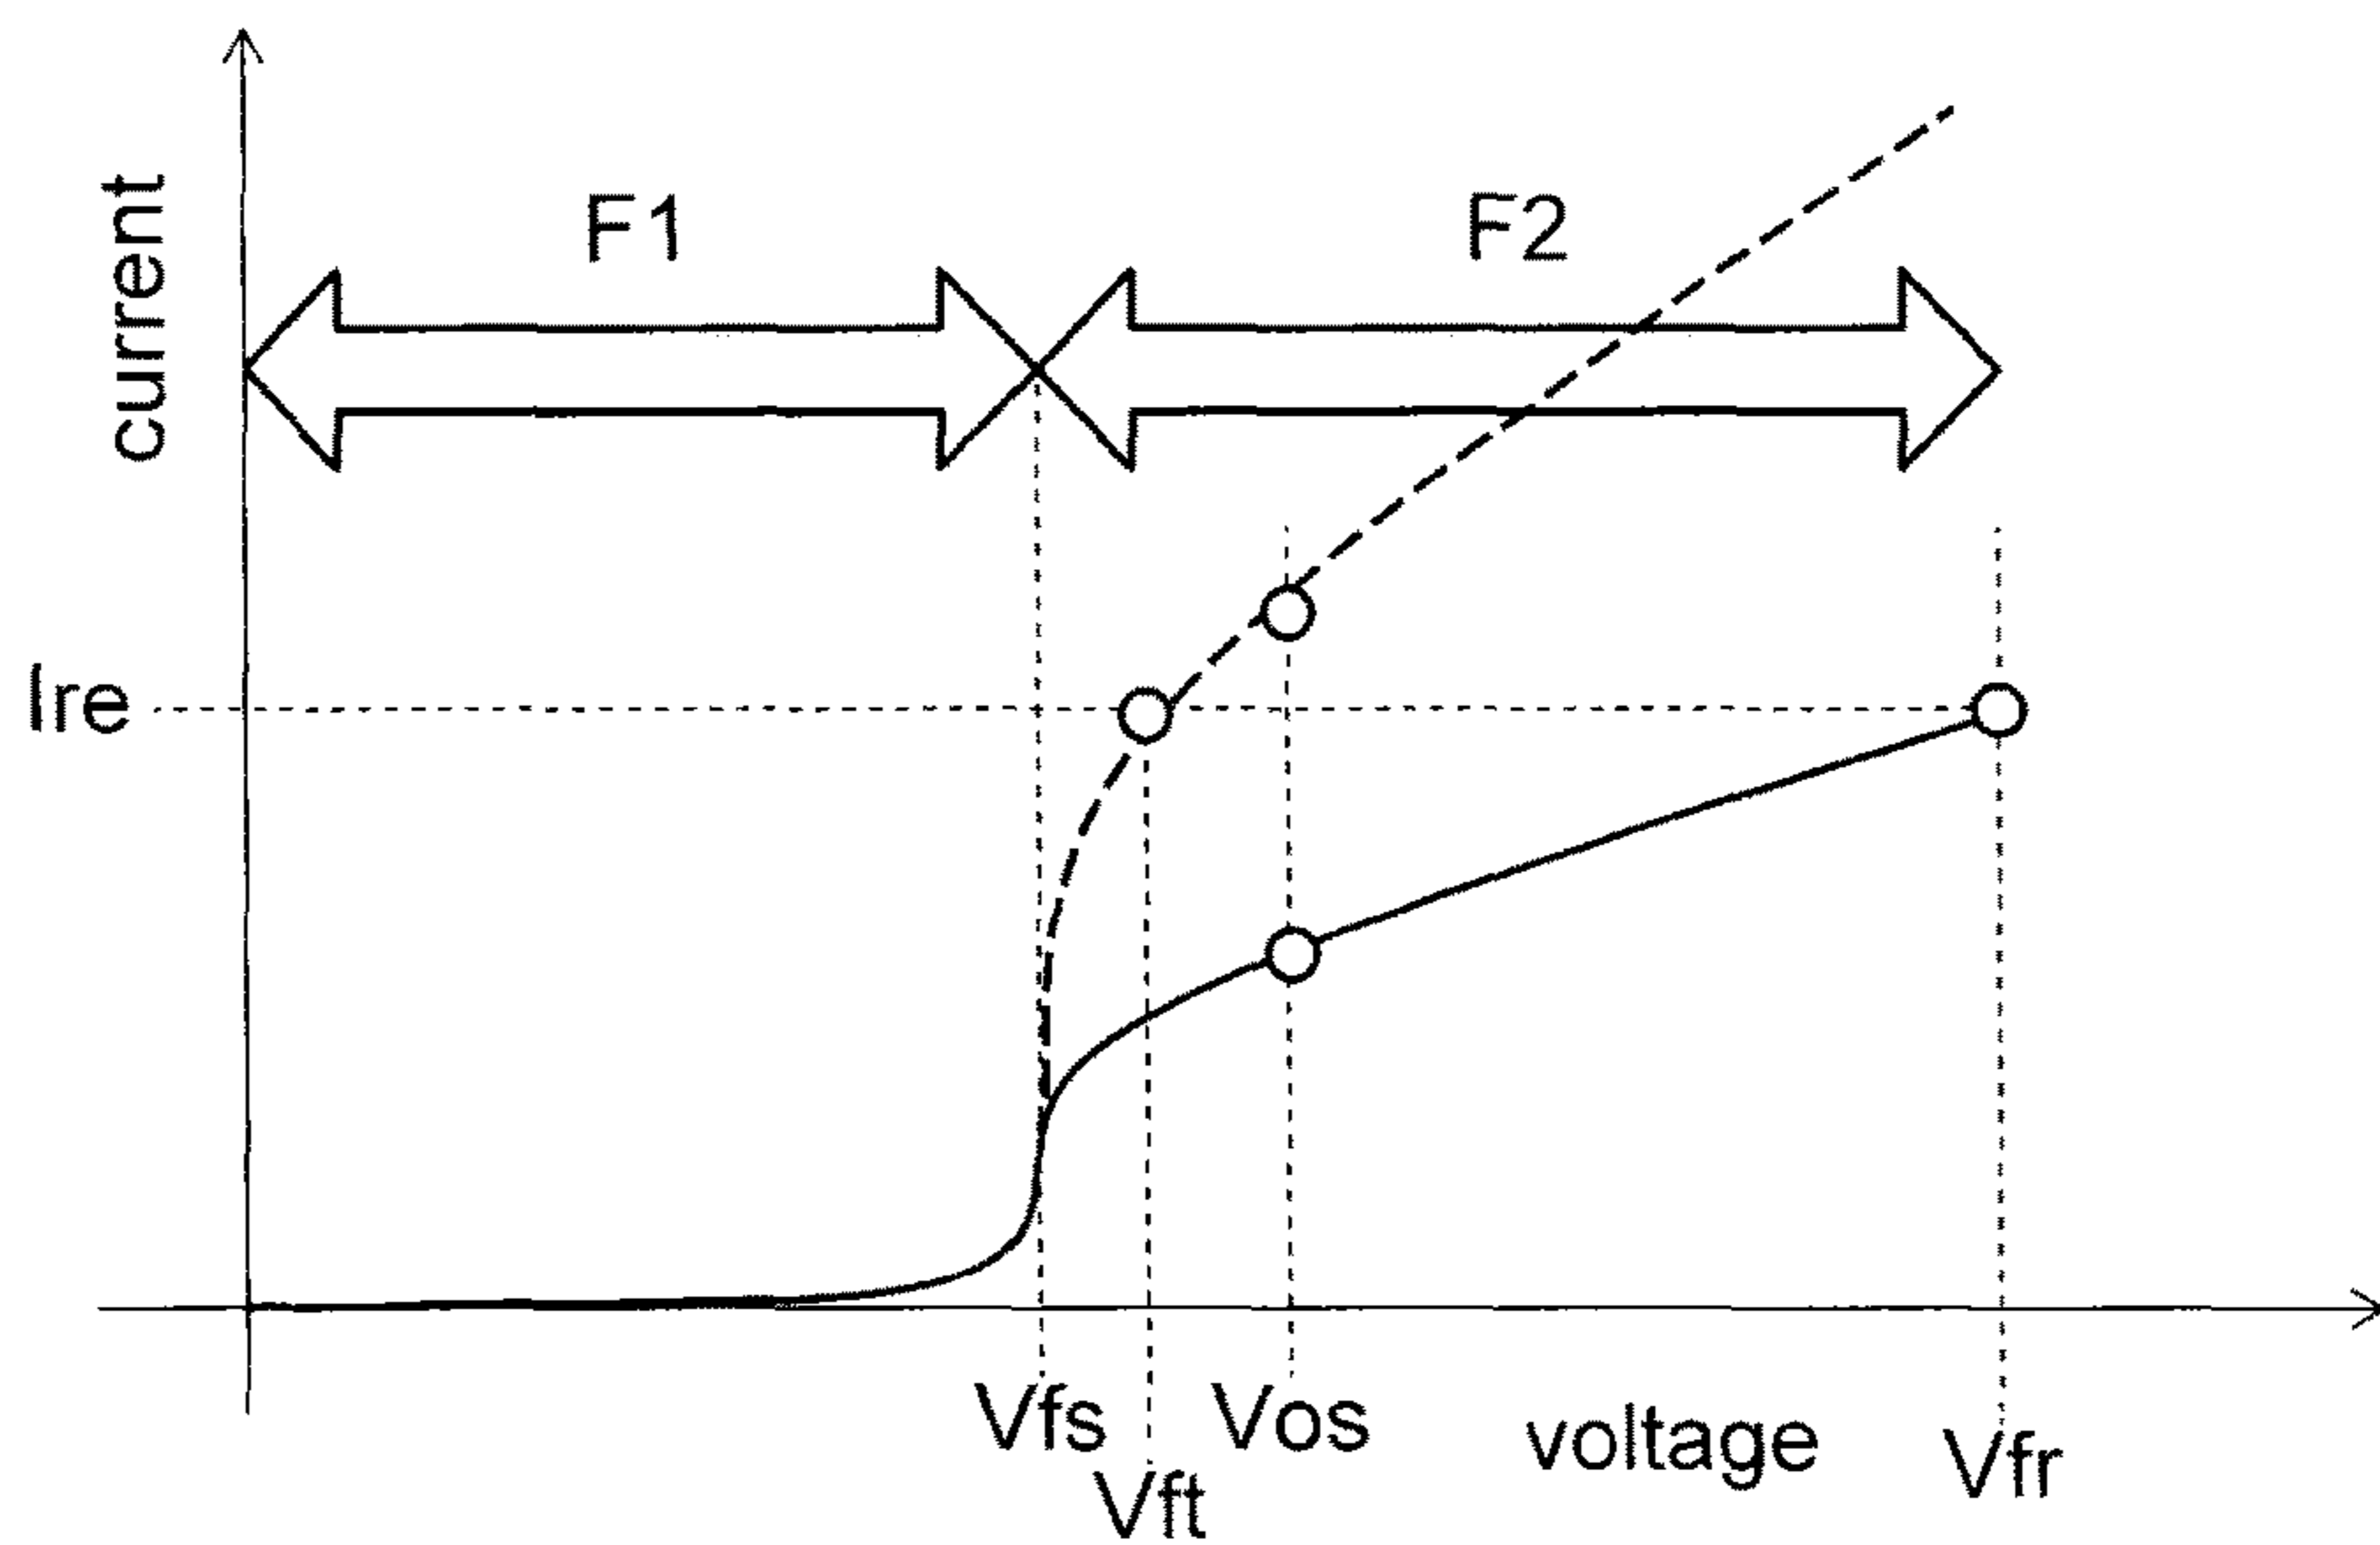 current
F1
F2
Ire
Vfs
Vos
voltage
Vfr
Vft